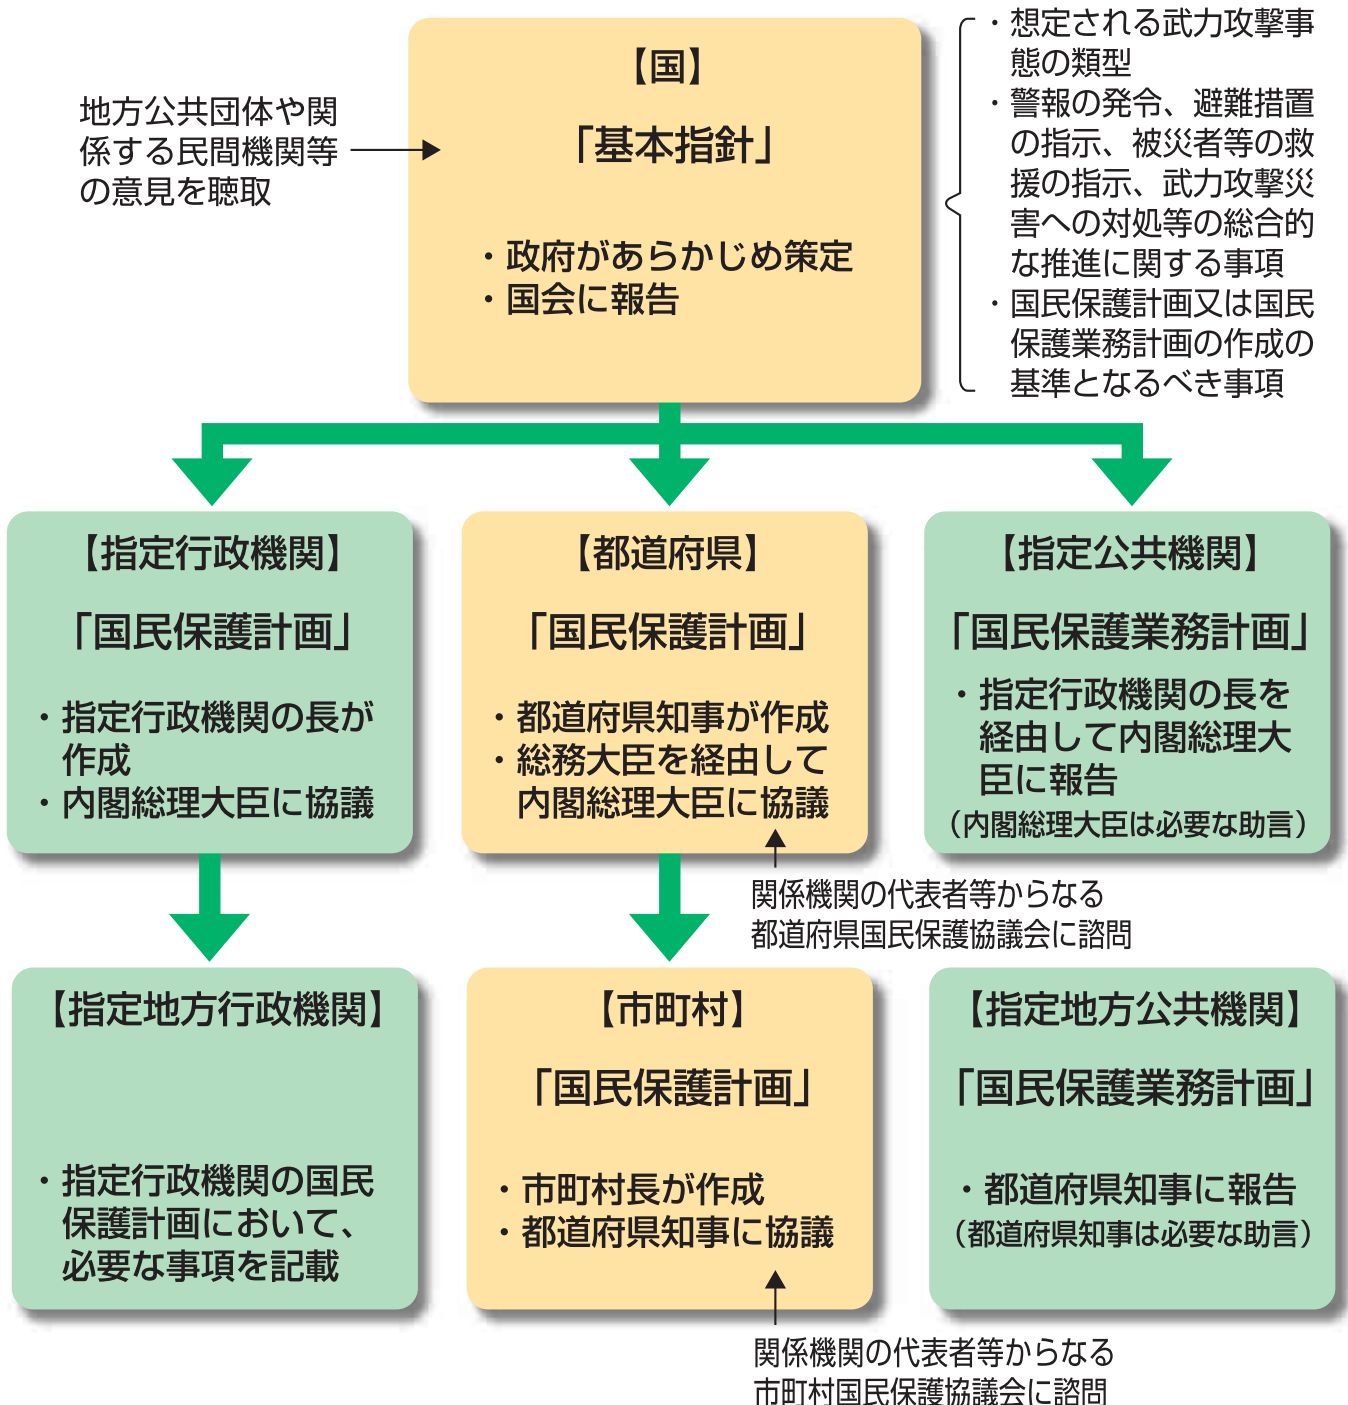 地方公共団体や関
係する民間機関等
の意見を聴取
【国】
「基本指針」
・政府があらかじめ策定
・国会に報告
・想定される武力攻撃事
態の類型
・警報の発令、避難措置
の指示、被災者等の救
援の指示、武力攻撃災
害への対処等の総合的
な推進に関する事項
・国民保護計画又は国民
保護業務計画の作成の
基準となるべき事項
【指定行政機関】
「国民保護計画」
・指定行政機関の長が
作成
・内閣総理大臣に協議
【都道府県】
「国民保護計画」
・都道府県知事が作成
・総務大臣を経由して
内閣総理大臣に協議
関係機関の代表者等からなる
都道府県国民保護協議会に諮問
【指定公共機関】
「国民保護業務計画」
・指定行政機関の長を
経由して内閣総理大
臣に報告
（内閣総理大臣は必要な助言）
【指定地方行政機関】
・指定行政機関の国民
保護計画において、
必要な事項を記載
【市町村】
「国民保護計画」
・市町村長が作成
・都道府県知事に協議
関係機関の代表者等からなる
市町村国民保護協議会に諮問
【指定地方公共機関】
「国民保護業務計画」
・都道府県知事に報告
（都道府県知事は必要な助言）